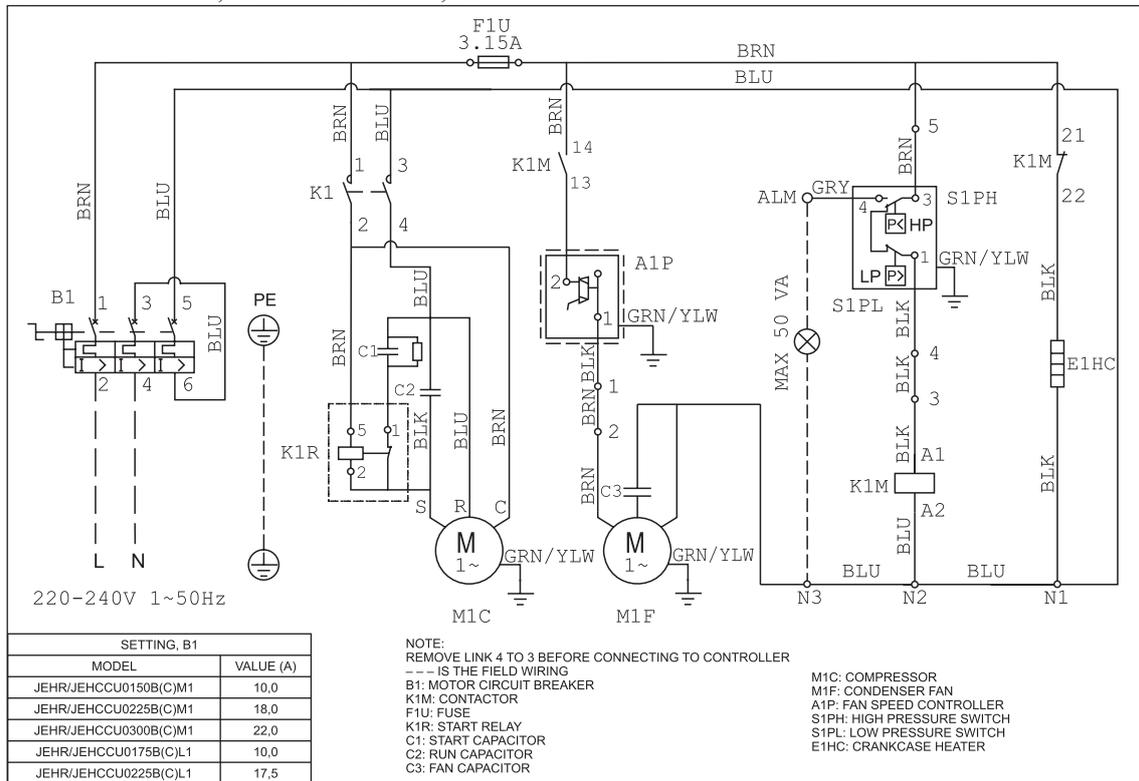 F1U
3.15A
BRN
BLU
BRN
BLU
BRN
BRN
BLU
1
3
K1
2
4
14
K1M
13
5
BRN
21
K1M
22
ALM
GRY
4
3
S1PH
P<
HP
1
GRN/YLW
LP
P>
S1PL
B1
1
3
5
BLU
2
4
6
PE
A1P
2
1
GRN/YLW
BLU
BRN
C1
C2
BLK
BLU
BRN
K1R
5
1
2
S
R
C
M
1~
GRN/YLW
M1C
BLK
1
BRN
2
BRN
C3
M
1~
GRN/YLW
M1F
MAX 50 VA
BLK
4
BLK
3
BLK
A1
K1M
A2
BLU
BLK
E1HC
BLK
BLU
BLU
N3
N2
N1
L
N
220-240V 1~50Hz
SETTING, B1
MODEL VALUE (A)
JEHR/JEHCCU0150B(C)M1 10,0
JEHR/JEHCCU0225B(C)M1 18,0
JEHR/JEHCCU0300B(C)M1 22,0
JEHR/JEHCCU0175B(C)L1 10,0
JEHR/JEHCCU0225B(C)L1 17,5
NOTE:
REMOVE LINK 4 TO 3 BEFORE CONNECTING TO CONTROLLER
--- IS THE FIELD WIRING
B1: MOTOR CIRCUIT BREAKER
K1M: CONTACTOR
F1U: FUSE
K1R: START RELAY
C1: START CAPACITOR
C2: RUN CAPACITOR
C3: FAN CAPACITOR
M1C: COMPRESSOR
M1F: CONDENSER FAN
A1P: FAN SPEED CONTROLLER
S1PH: HIGH PRESSURE SWITCH
S1PL: LOW PRESSURE SWITCH
E1HC: CRANKCASE HEATER